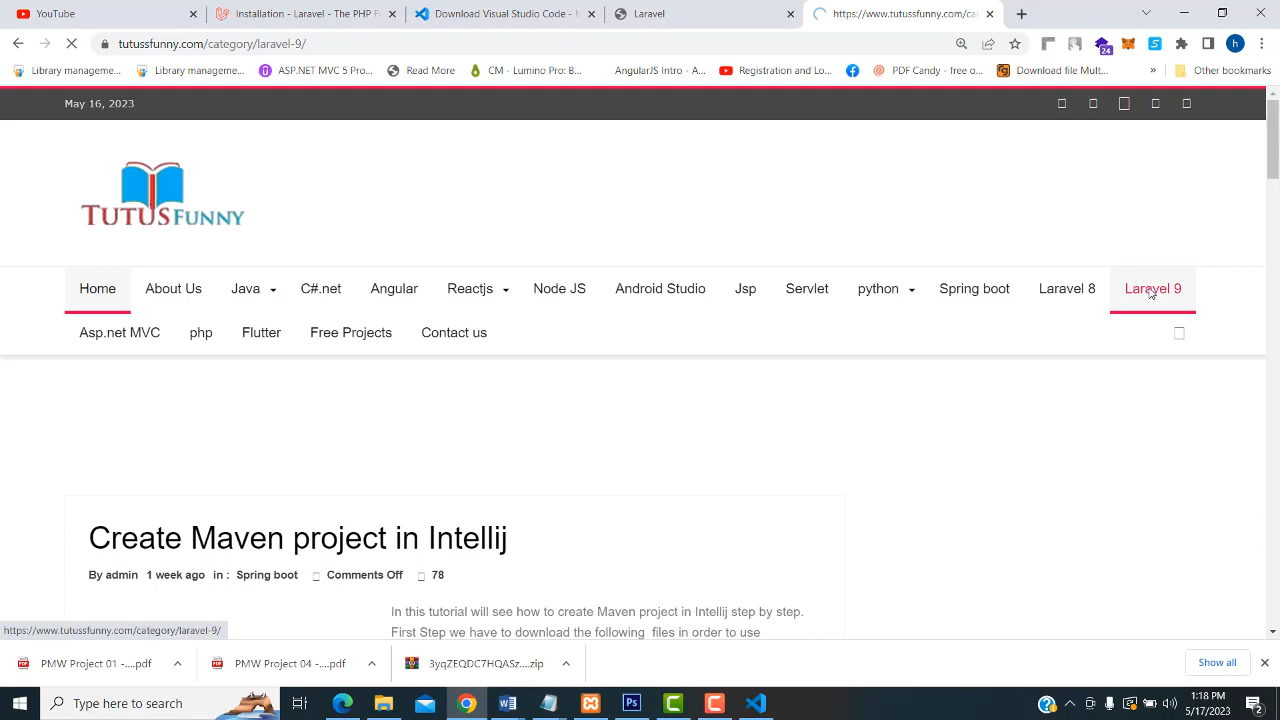 YouTube
Installation - The PHP F
Download Visual Studio Code - M
Laravel
https://www.tutussfunny.com/cat
tutussfunny.com/category/laravel-9/
24
h
Library manageme...
Library manageme...
ASP.NET MVC 5 Pro...
Read More
CM - Lumino Pro B...
AngularJS Intro - A...
Registration and Lo...
PDF Candy - free o...
Download file Mult...
»
Other bookmarks
May 16, 2023
TUTUSFUNNY
Home
About Us
Java
C#.net
Angular
Reactjs
Node JS
Android Studio
Jsp
Servlet
python
Spring boot
Laravel 8
Laravel 9
Asp.net MVC
php
Flutter
Free Projects
Contact us
Create Maven project in Intellij
By admin 1 week ago in : Spring boot Comments Off 78
In this tutorial will see how to create Maven project in Intellij step by step.
First Step we have to download the following files in order to use
https://www.tutussfunny.com/category/laravel-9/
PMW Project 01 -....pdf
PMW Project 04 -....pdf
3yqZEQDC7HQASz....zip
Show all
Type here to search
1:18 PM
5/17/2023
2